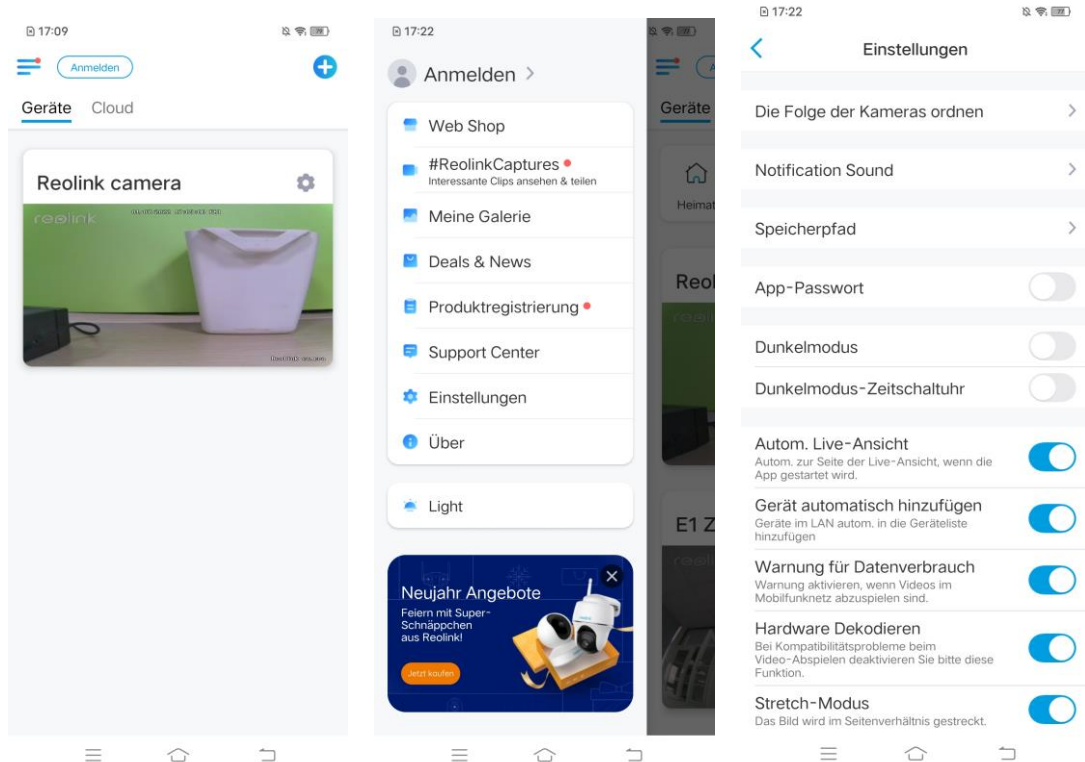 17:09
Anmelden
Geräte Cloud
Reolink camera
reolink
17:22
Anmelden
Web Shop
#ReolinkCaptures
Interessante Clips ansehen & teilen
Meine Galerie
Deals & News
Produktregistrierung
Support Center
Einstellungen
Über
Light
Neujahr Angebote
Feiern mit Super-
Schnäppchen
aus Reolink!
Jetzt kaufen
Geräte
Heimat
Reol
E1 Z
17:22
Einstellungen
Die Folge der Kameras ordnen
Notification Sound
Speicherpfad
App-Passwort
Dunkelmodus
Dunkelmodus-Zeitschaltuhr
Autom. Live-Ansicht
Autom. zur Seite der Live-Ansicht, wenn die
App gestartet wird.
Gerät automatisch hinzufügen
Geräte im LAN autom. in die Geräteliste
hinzufügen
Warnung für Datenverbrauch
Warnung aktivieren, wenn Videos im
Mobilfunknetz abzuspielen sind.
Hardware Dekodieren
Bei Kompatibilitätsprobleme beim
Video-Abspielen deaktivieren Sie bitte diese
Funktion.
Stretch-Modus
Das Bild wird im Seitenverhältnis gestreckt.